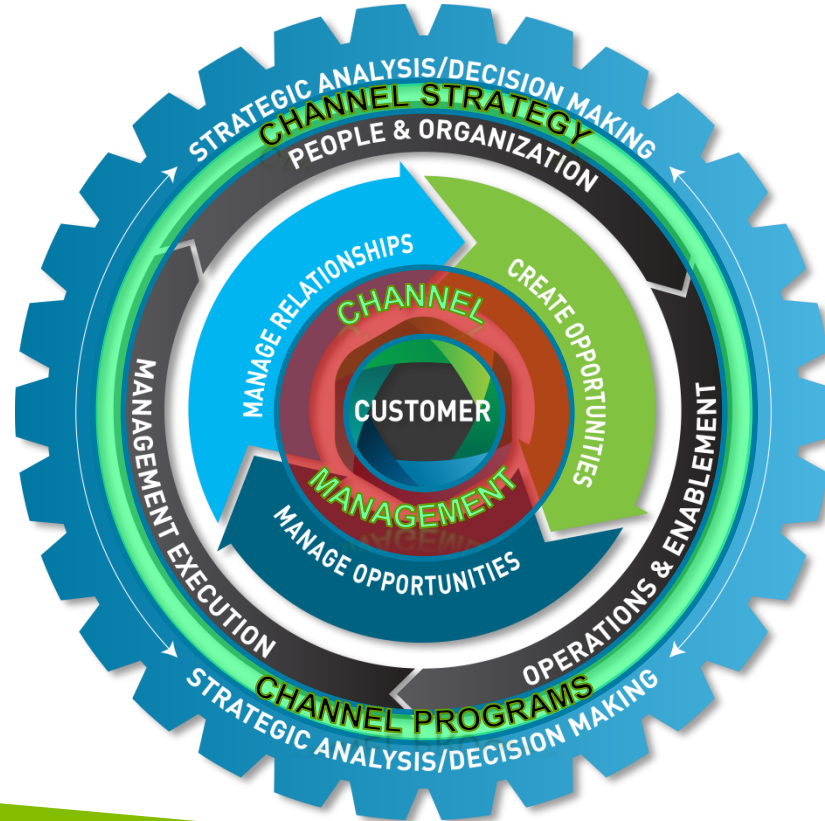 STRATEGIC ANALYSIS/DECISION MAKING
CHANNEL STRATEGY
PEOPLE & ORGANIZATION
MANAGE RELATIONSHIPS
CREATE OPPORTUNITIES
CHANNEL
CUSTOMER
MANAGEMENT
MANAGE OPPORTUNITIES
MANAGEMENT EXECUTION
OPERATIONS & ENABLEMENT
CHANNEL PROGRAMS
STRATEGIC ANALYSIS/DECISION MAKING